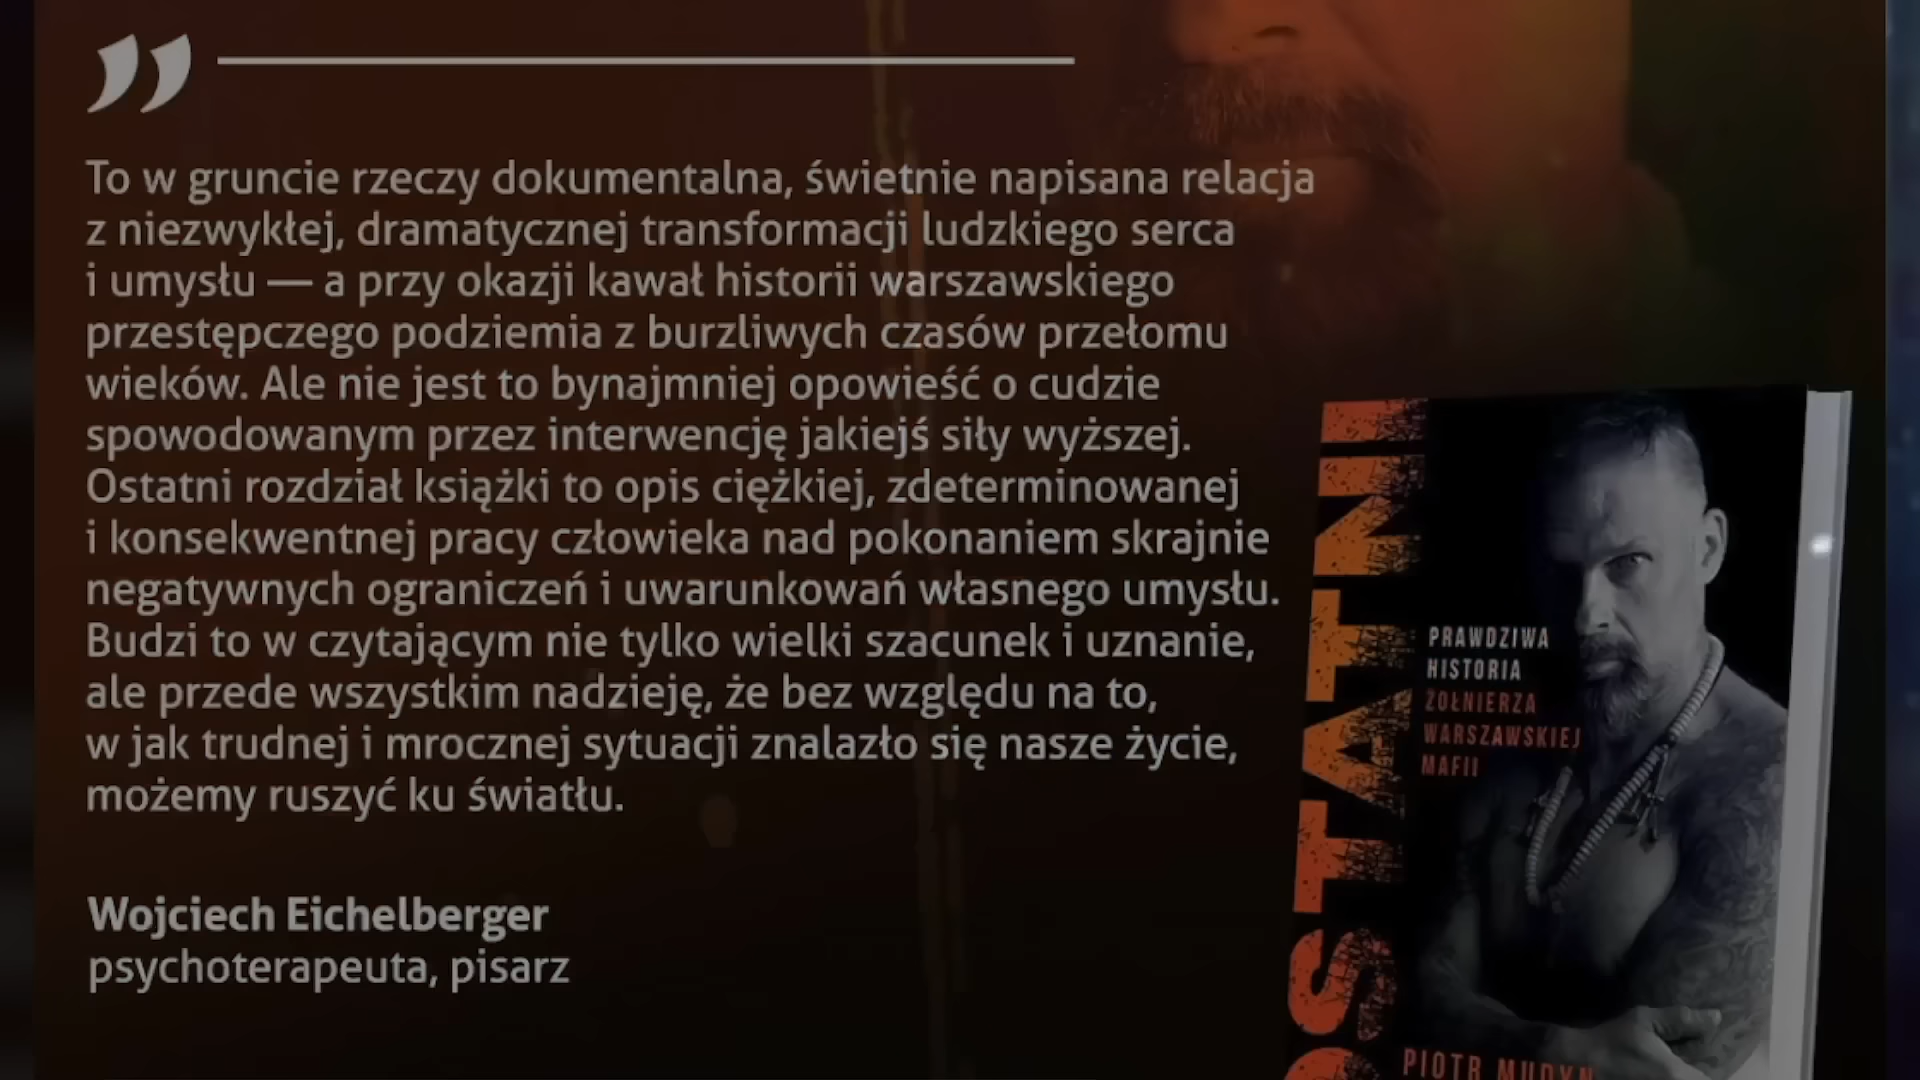 To w gruncie rzeczy dokumentalna, świetnie napisana relacja
z niezwykłej, dramatycznej transformacji ludzkiego serca
i umysłu — a przy okazji kawał historii warszawskiego
przestępczego podziemia z burzliwych czasów przełomu
wieków. Ale nie jest to bynajmniej opowieść o cudzie
spowodowanym przez interwencję jakiejś siły wyższej.
Ostatni rozdział książki to opis ciężkiej, zdeterminowanej
i konsekwentnej pracy człowieka nad pokonaniem skrajnie
negatywnych ograniczeń i uwarunkowań własnego umysłu.
Budzi to w czytającym nie tylko wielki szacunek i uznanie,
ale przede wszystkim nadzieję, że bez względu na to,
w jak trudnej i mrocznej sytuacji znalazło się nasze życie,
możemy ruszyć ku światłu.
Wojciech Eichelberger
psychoterapeuta, pisarz
OSTATNI
PRAWDZIWA
HISTORIA
ŻOŁNIERZA
WARSZAWSKIEJ
MAFII
PIOTR MUDYN